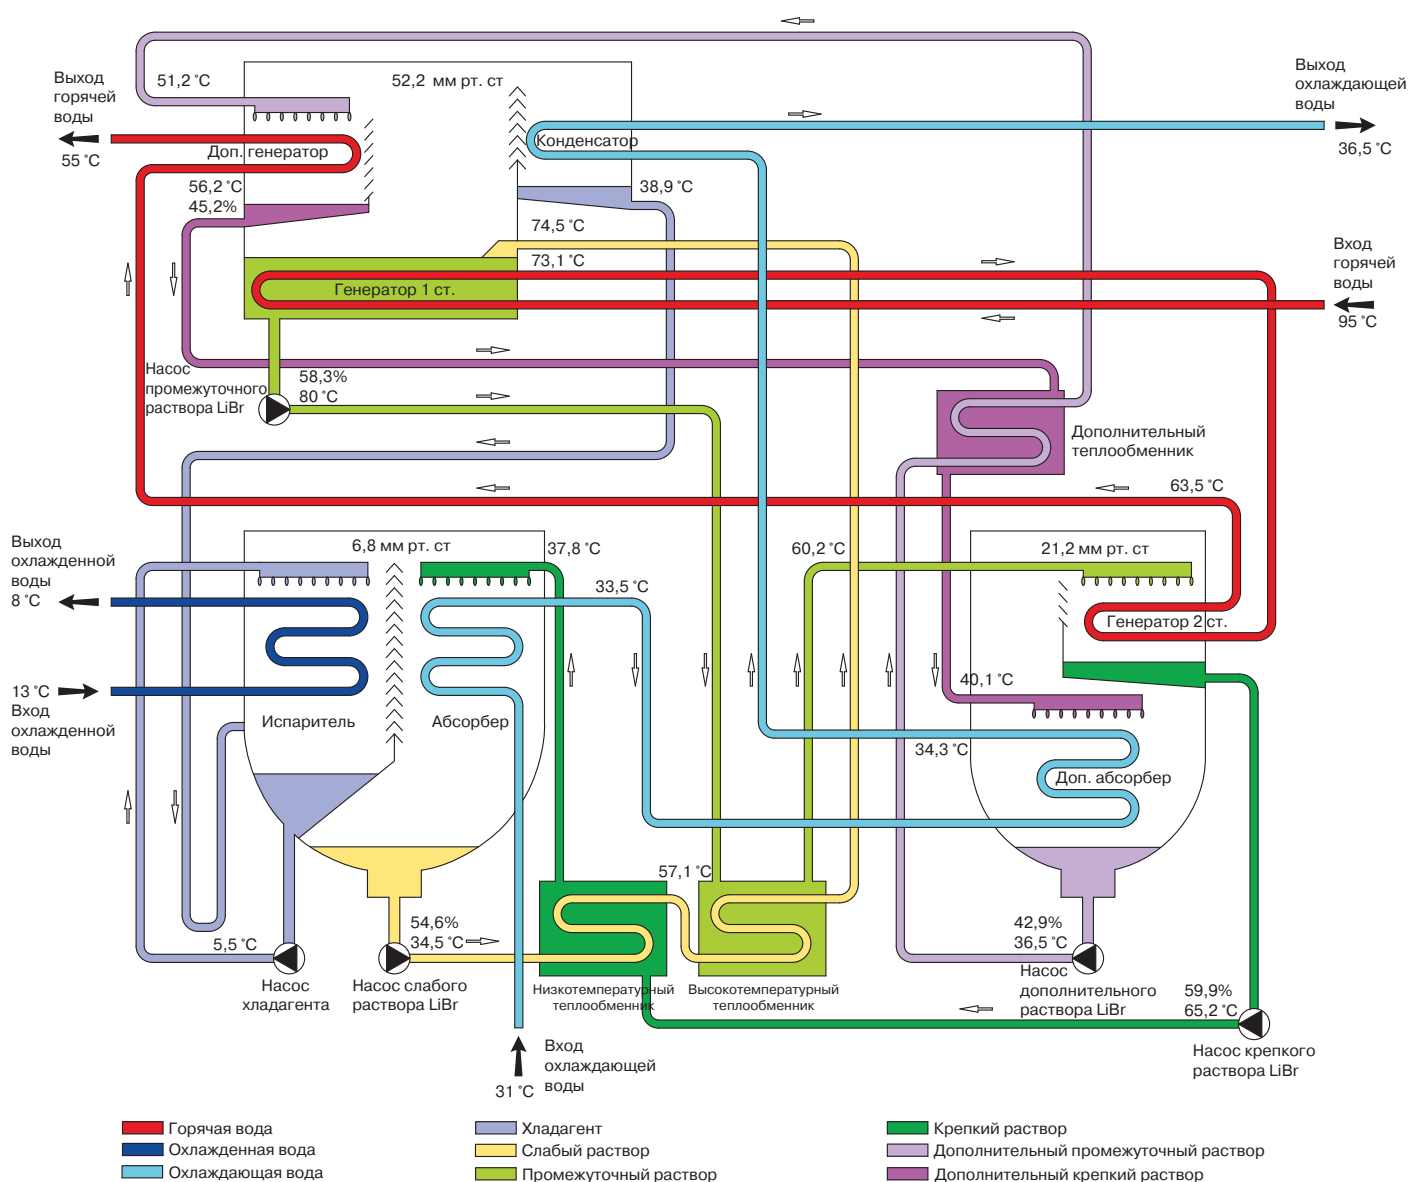 Выход
горячей
воды
55 °C
51,2 °C
52,2 мм рт. ст
Доп. генератор
Конденсатор
Выход
охлаждающей
воды
36,5 °C
56,2 °C
45,2%
38,9 °C
74,5 °C
73,1 °C
Генератор 1 ст.
Вход
горячей
воды
95 °C
Насос
промежуточного
раствора LiBr
58,3%
80 °C
Дополнительный
теплообменник
63,5 °C
Выход
охлажденной
воды
8 °C
6,8 мм рт. ст
37,8 °C
33,5 °C
60,2 °C
21,2 мм рт. ст
Генератор 2 ст.
13 °C
Вход
охлажденной
воды
Испаритель
Абсорбер
40,1 °C
34,3 °C
Доп. абсорбер
57,1 °C
5,5 °C
Насос
хладагента
54,6%
34,5 °C
Насос слабого
раствора LiBr
Низкотемпературный
теплообменник
Высокотемпературный
теплообменник
42,9%
36,5 °C
Насос
дополнительного
раствора LiBr
59,9%
65,2 °C
Насос крепкого
раствора LiBr
Вход
охлаждающей
воды
31 °C
Горячая вода
Охлажденная вода
Охлаждающая вода
Хладагент
Слабый раствор
Промежуточный раствор
Крепкий раствор
Дополнительный промежуточный раствор
Дополнительный крепкий раствор